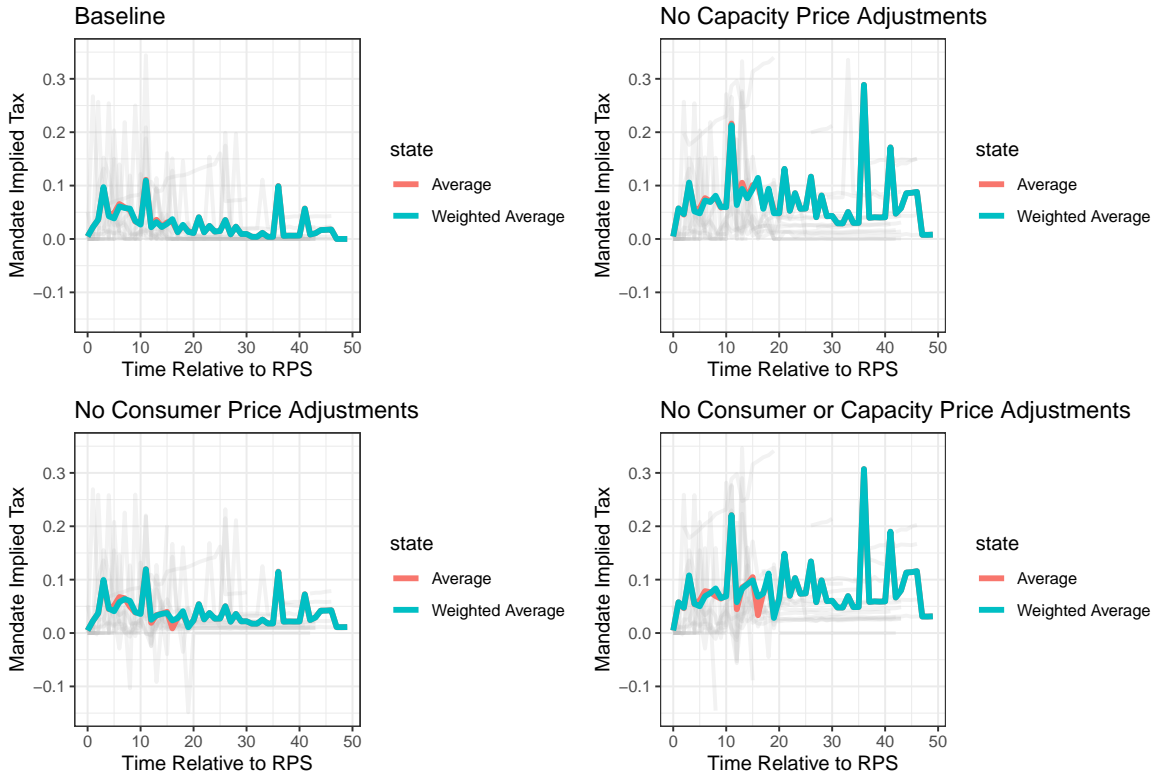 Baseline
Mandate Implied Tax
0.3
0.2
0.1
0.0
−0.1
0 10 20 30 40 50
Time Relative to RPS
state
Average
Weighted Average
No Capacity Price Adjustments
Mandate Implied Tax
0.3
0.2
0.1
0.0
−0.1
0 10 20 30 40 50
Time Relative to RPS
state
Average
Weighted Average
No Consumer Price Adjustments
Mandate Implied Tax
0.3
0.2
0.1
0.0
−0.1
0 10 20 30 40 50
Time Relative to RPS
state
Average
Weighted Average
No Consumer or Capacity Price Adjustments
Mandate Implied Tax
0.3
0.2
0.1
0.0
−0.1
0 10 20 30 40 50
Time Relative to RPS
state
Average
Weighted Average